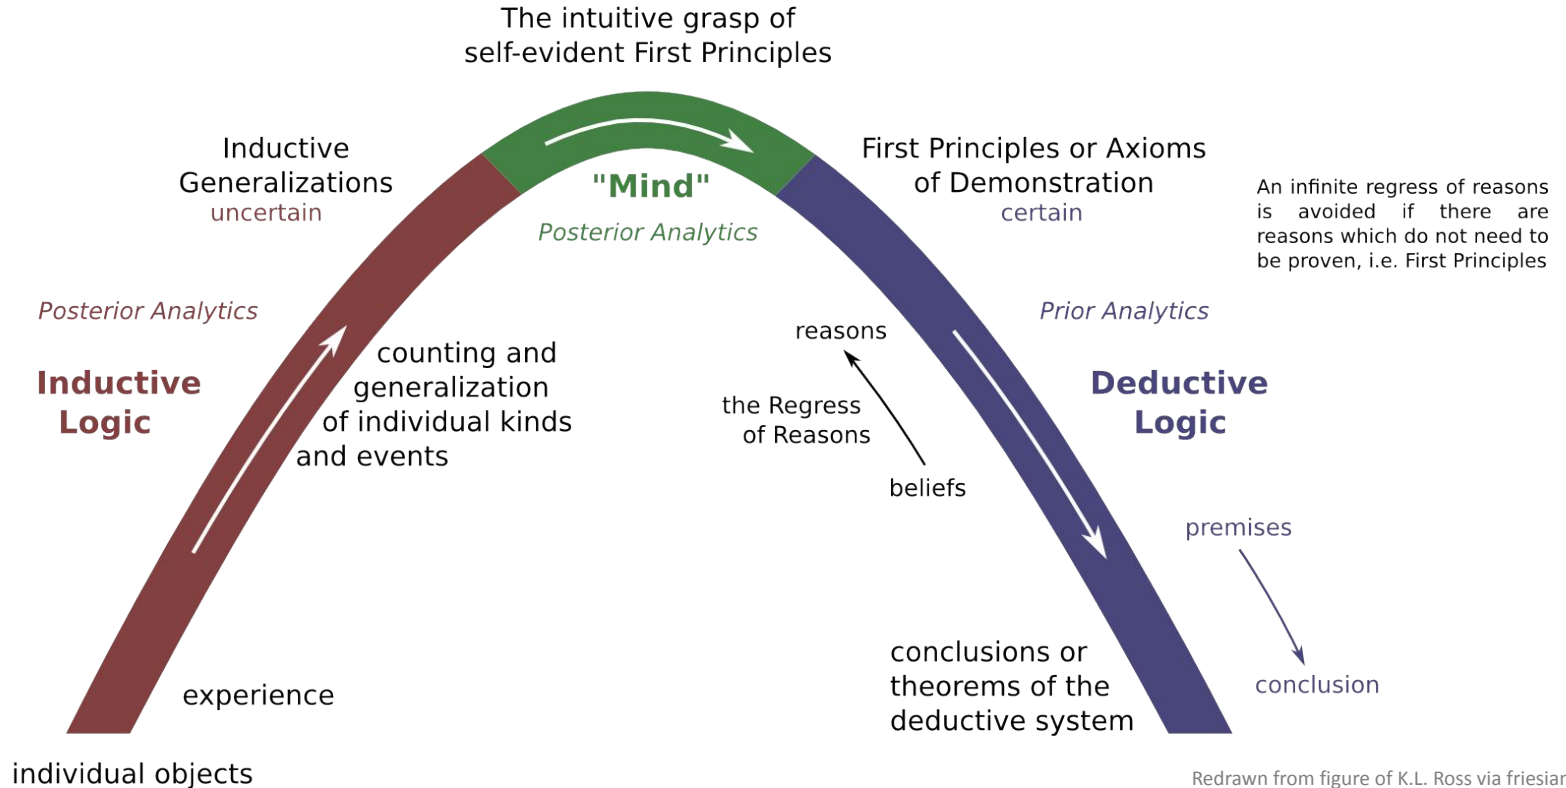 The intuitive grasp of
self-evident First Principles
Inductive
Generalizations
uncertain
"Mind"
Posterior Analytics
First Principles or Axioms
of Demonstration
certain
An infinite regress of reasons
is avoided if there are
reasons which do not need to
be proven, i.e. First Principles
Posterior Analytics
Inductive
Logic
counting and
generalization
of individual kinds
and events
reasons
the Regress
of Reasons
beliefs
Prior Analytics
Deductive
Logic
premises
conclusion
experience
conclusions or
theorems of the
deductive system
individual objects
Redrawn from figure of K.L. Ross via friesian